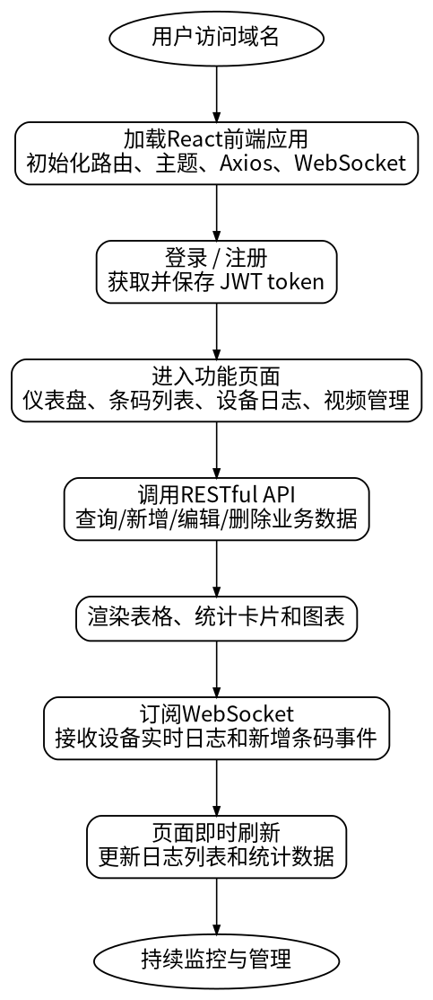 用户访问域名
加载React前端应用
初始化路由、主题、Axios、WebSocket
登录 / 注册
获取并保存 JWT token
进入功能页面
仪表盘、条码列表、设备日志、视频管理
调用RESTful API
查询/新增/编辑/删除业务数据
渲染表格、统计卡片和图表
订阅WebSocket
接收设备实时日志和新增条码事件
页面即时刷新
更新日志列表和统计数据
持续监控与管理